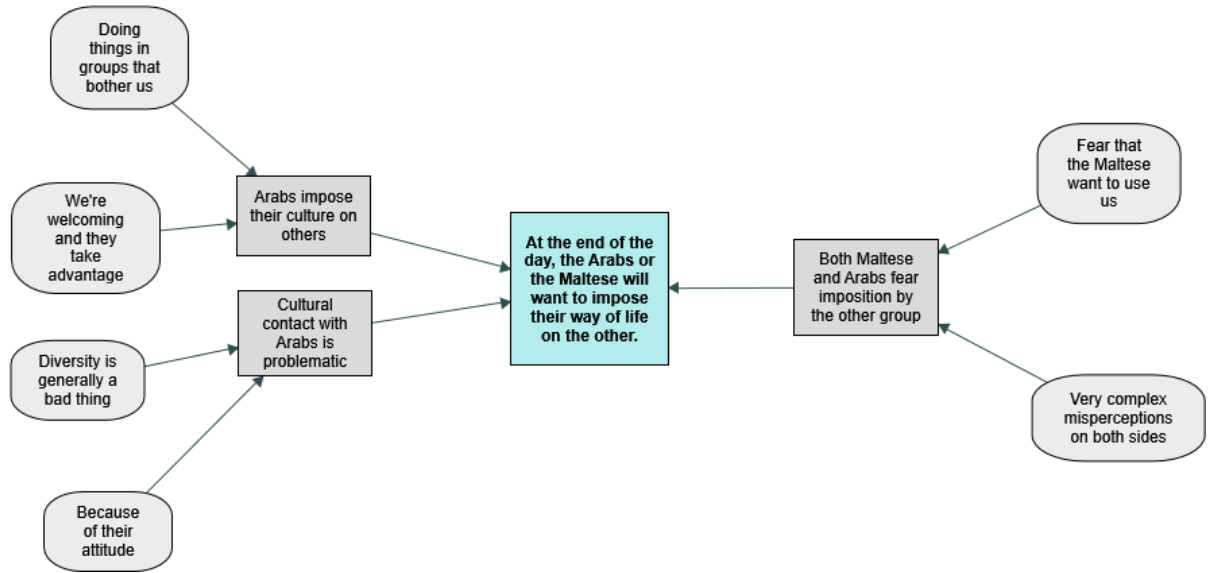 Doing
things in
groups that
bother us
We're
welcoming
and they
take
advantage
Diversity is
generally a
bad thing
Because
of their
attitude
Arabs impose
their culture on
others
Cultural
contact with
Arabs is
problematic
At the end of the
day, the Arabs or
the Maltese will
want to impose
their way of life
on the other.
Both Maltese
and Arabs fear
imposition by
the other group
Fear that
the Maltese
want to use
us
Very complex
misperceptions
on both sides